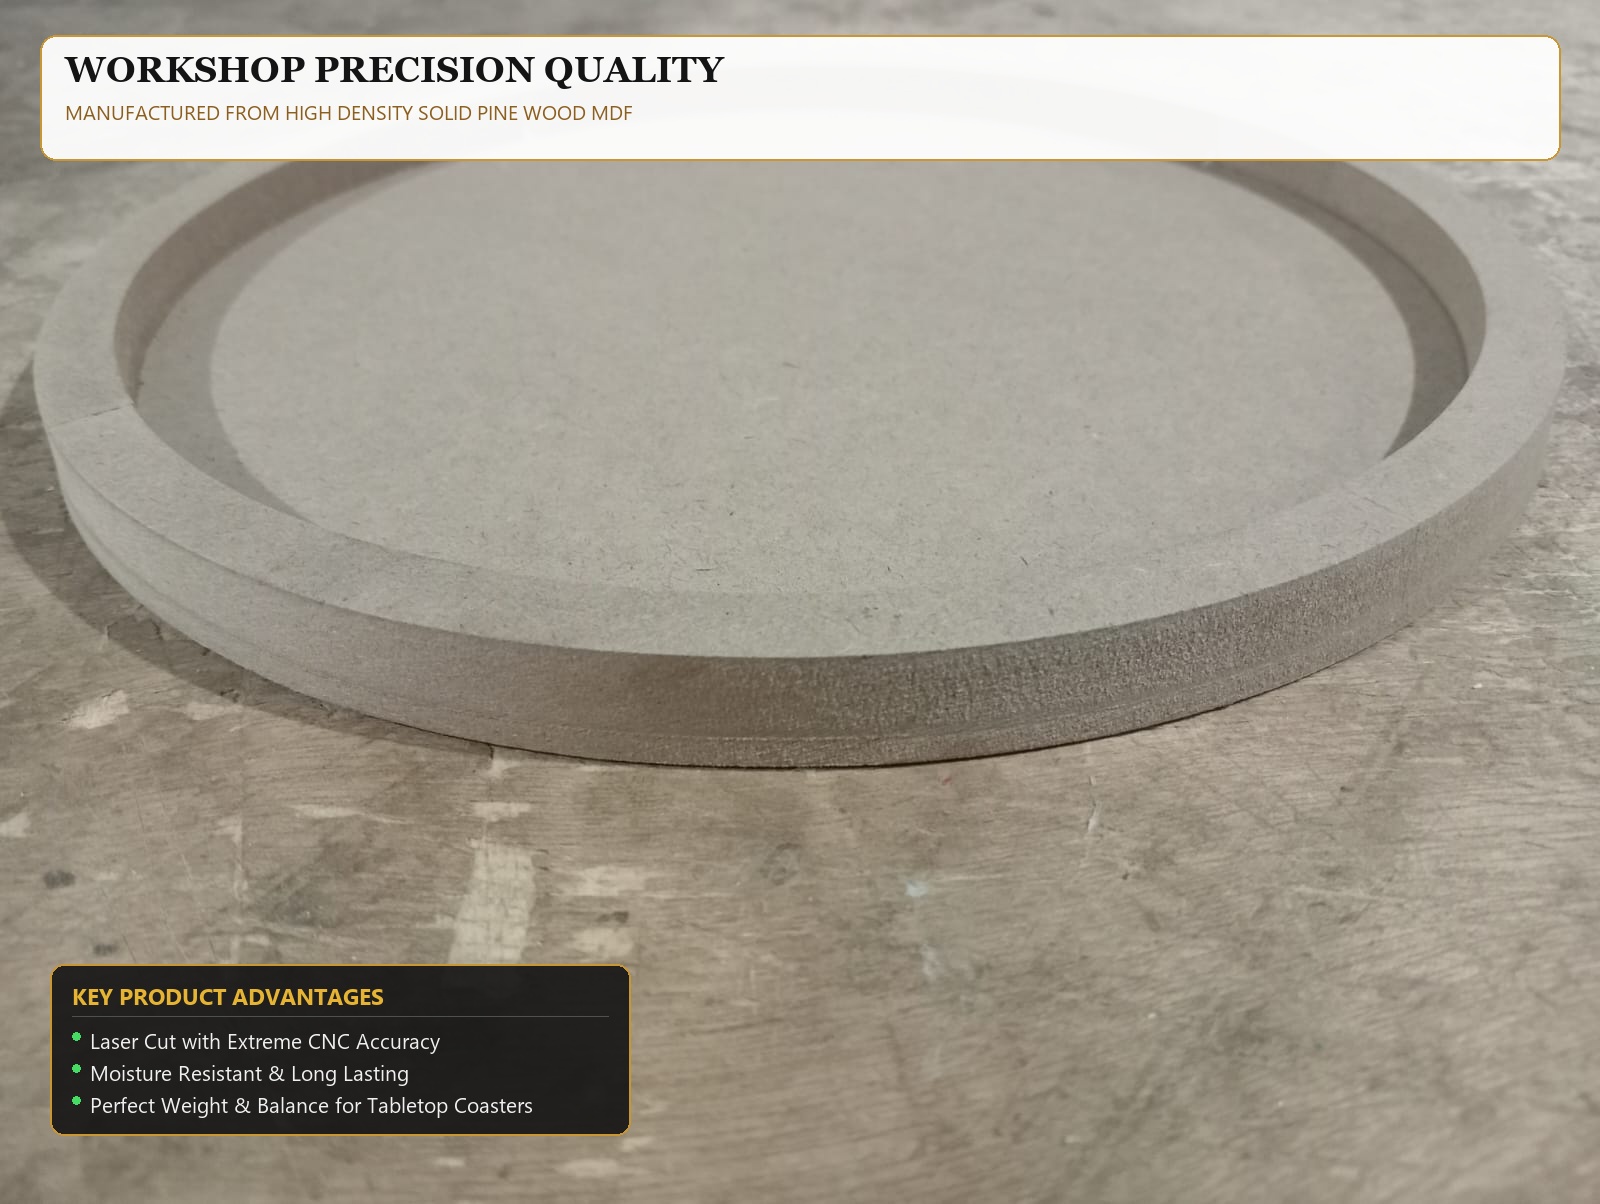 WORKSHOP PRECISION QUALITY
MANUFACTURED FROM HIGH DENSITY SOLID PINE WOOD MDF
KEY PRODUCT ADVANTAGES
Laser Cut with Extreme CNC Accuracy
Moisture Resistant & Long Lasting
Perfect Weight & Balance for Tabletop Coasters